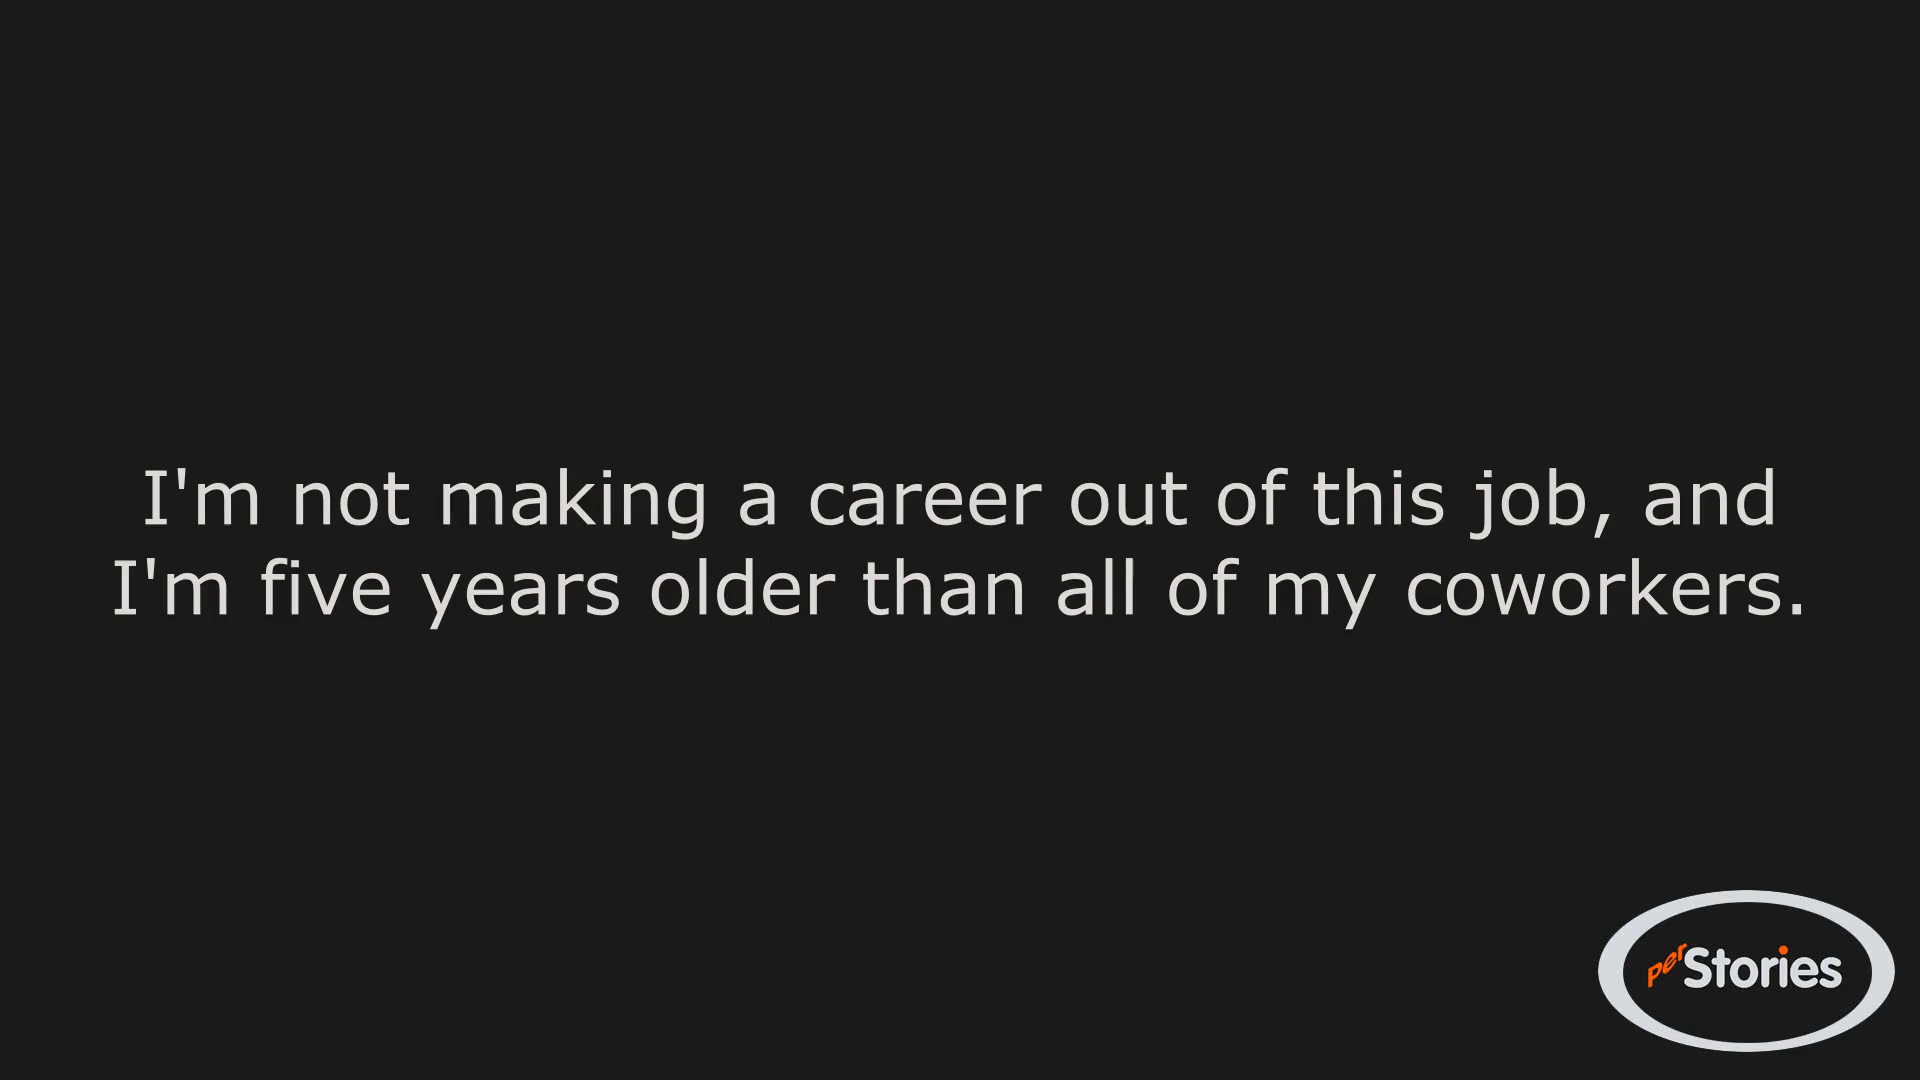 I'm not making a career out of this job, and
I'm five years older than all of my coworkers.
perStories